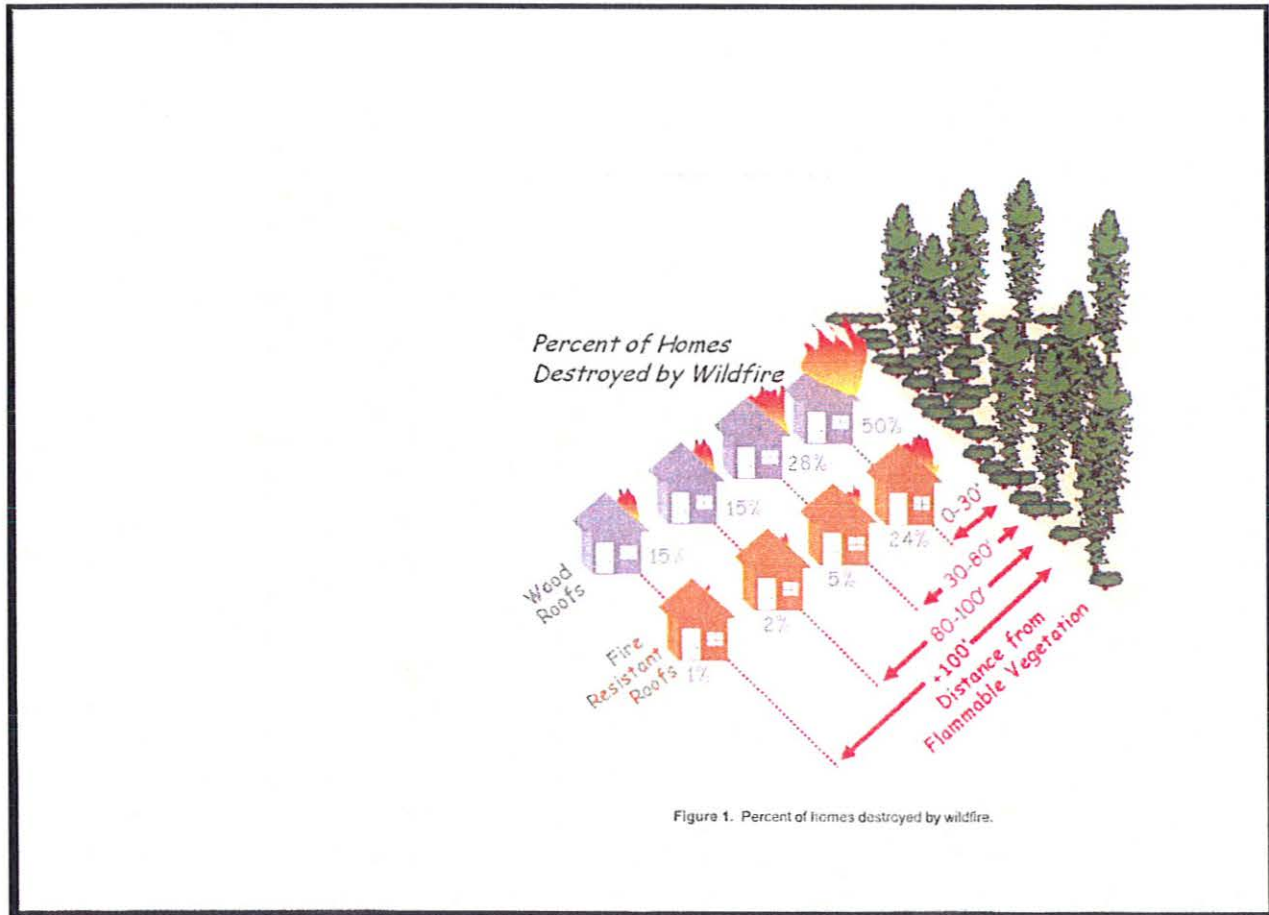 Percent of Homes
Destroyed by Wildfire
50%
28%
15%
15%
24%
5%
2%
1%
Wood
Roofs
Fire
Resistant
Roofs
0-30'
30-80'
80-100'
+100'
Distance from
Flammable Vegetation
Figure 1. Percent of homes destroyed by wildfire.